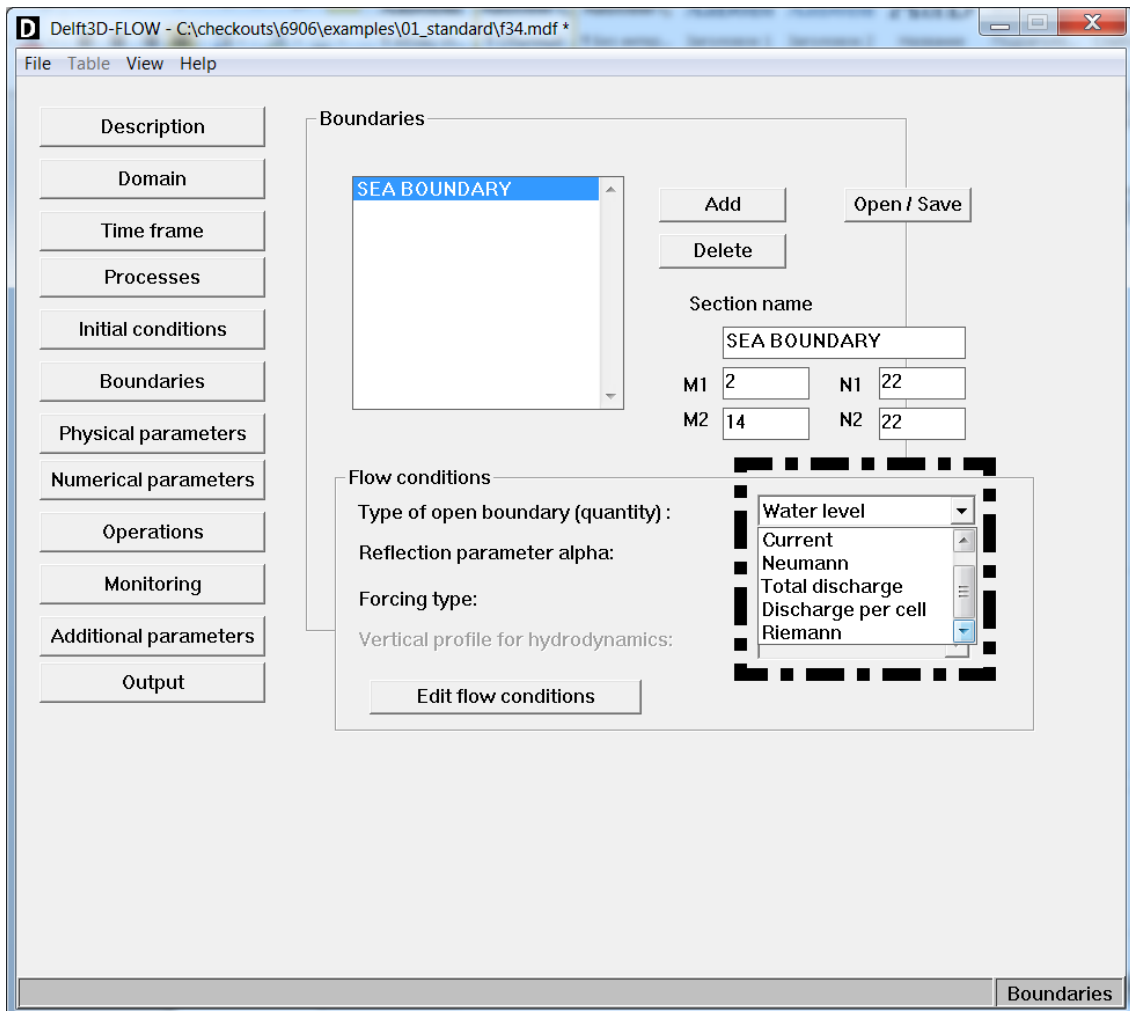 D Delft3D-FLOW - C:\checkouts\6906\examples\01_standard\f34.mdf *
File Table View Help
Description
Domain
Time frame
Processes
Initial conditions
Boundaries
Physical parameters
Numerical parameters
Operations
Monitoring
Additional parameters
Output
Boundaries
SEA BOUNDARY
Add
Open / Save
Delete
Section name
SEA BOUNDARY
M1 2 N1 22
M2 14 N2 22
Flow conditions
Type of open boundary (quantity) : Water level
Reflection parameter alpha:
Forcing type:
Vertical profile for hydrodynamics:
Current
Neumann
Total discharge
Discharge per cell
Riemann
Edit flow conditions
Boundaries